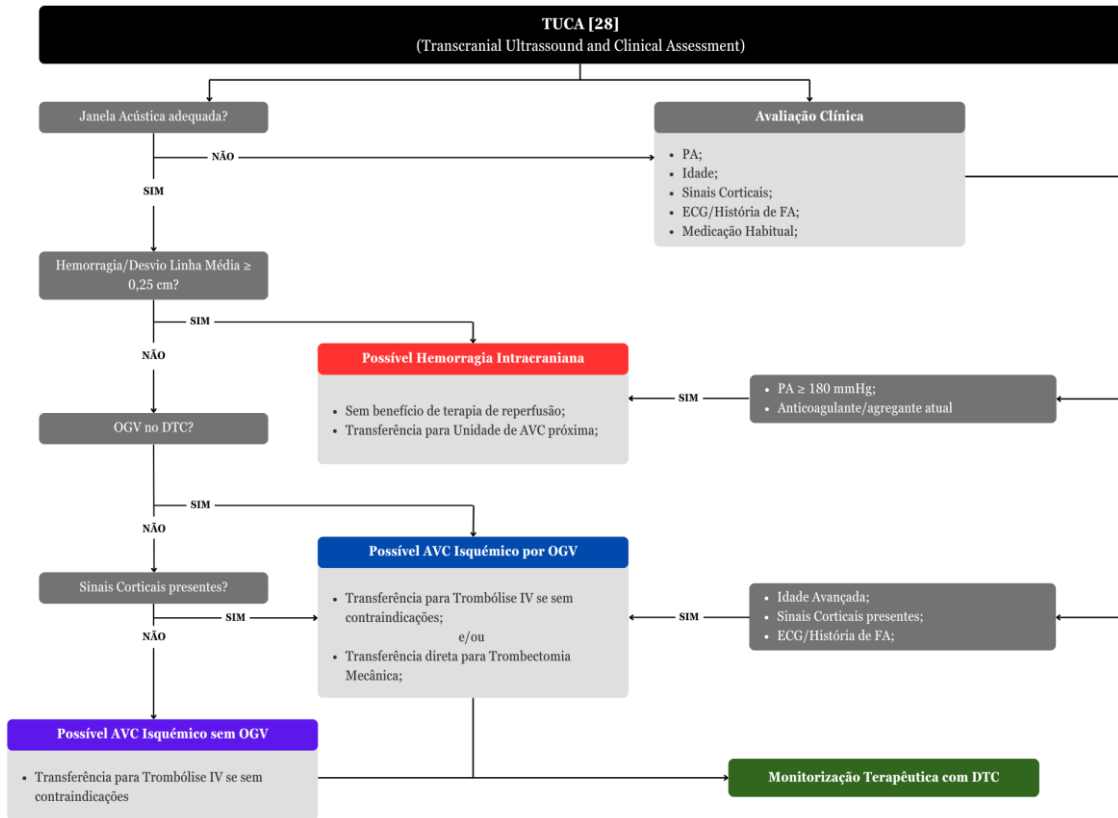 TUCA [28]
(Transcranial Ultrassound and Clinical Assessment)
Janela Acústica adequada?
Avaliação Clínica
NÃO
• PA;
• Idade;
• Sinais Corticais;
• ECG/História de FA;
• Medicação Habitual;
SIM
Hemorragia/Desvio Linha Média ≥
0,25 cm?
SIM
NÃO
Possível Hemorragia Intracraniana
• Sem benefício de terapia de reperfusão;
• Transferência para Unidade de AVC próxima;
SIM
• PA ≥ 180 mmHg;
• Anticoagulante/agregante atual
OGV no DTC?
SIM
NÃO
Possível AVC Isquémico por OGV
• Transferência para Trombólise IV se sem
contraindicações;
e/ou
• Transferência direta para Trombectomia
Mecânica;
Sinais Corticais presentes?
SIM
NÃO
SIM
• Idade Avançada;
• Sinais Corticais presentes;
• ECG/História de FA;
Possível AVC Isquémico sem OGV
• Transferência para Trombólise IV se sem
contraindicações
Monitorização Terapêutica com DTC